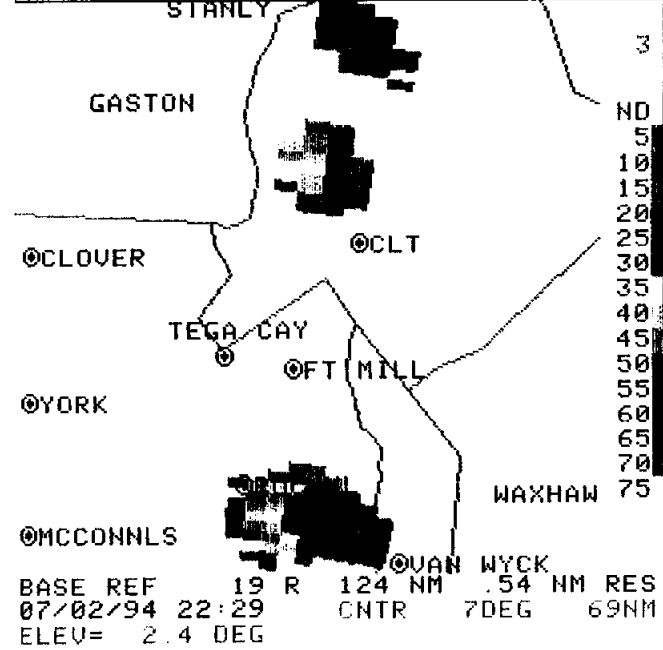 STANLY
3
GASTON
ND
5
10
15
20
25
30
35
40
45
50
55
60
65
70
75
CLT
CLOVER
TEGA CAY
FT MILL
YORK
WAXHAW
MCCONNLS
VAN WYCK
BASE REF 19 R 124 NM .54 NM RES
07/02/94 22:29 CNTR 7DEG 69NM
ELEV= 2.4 DEG